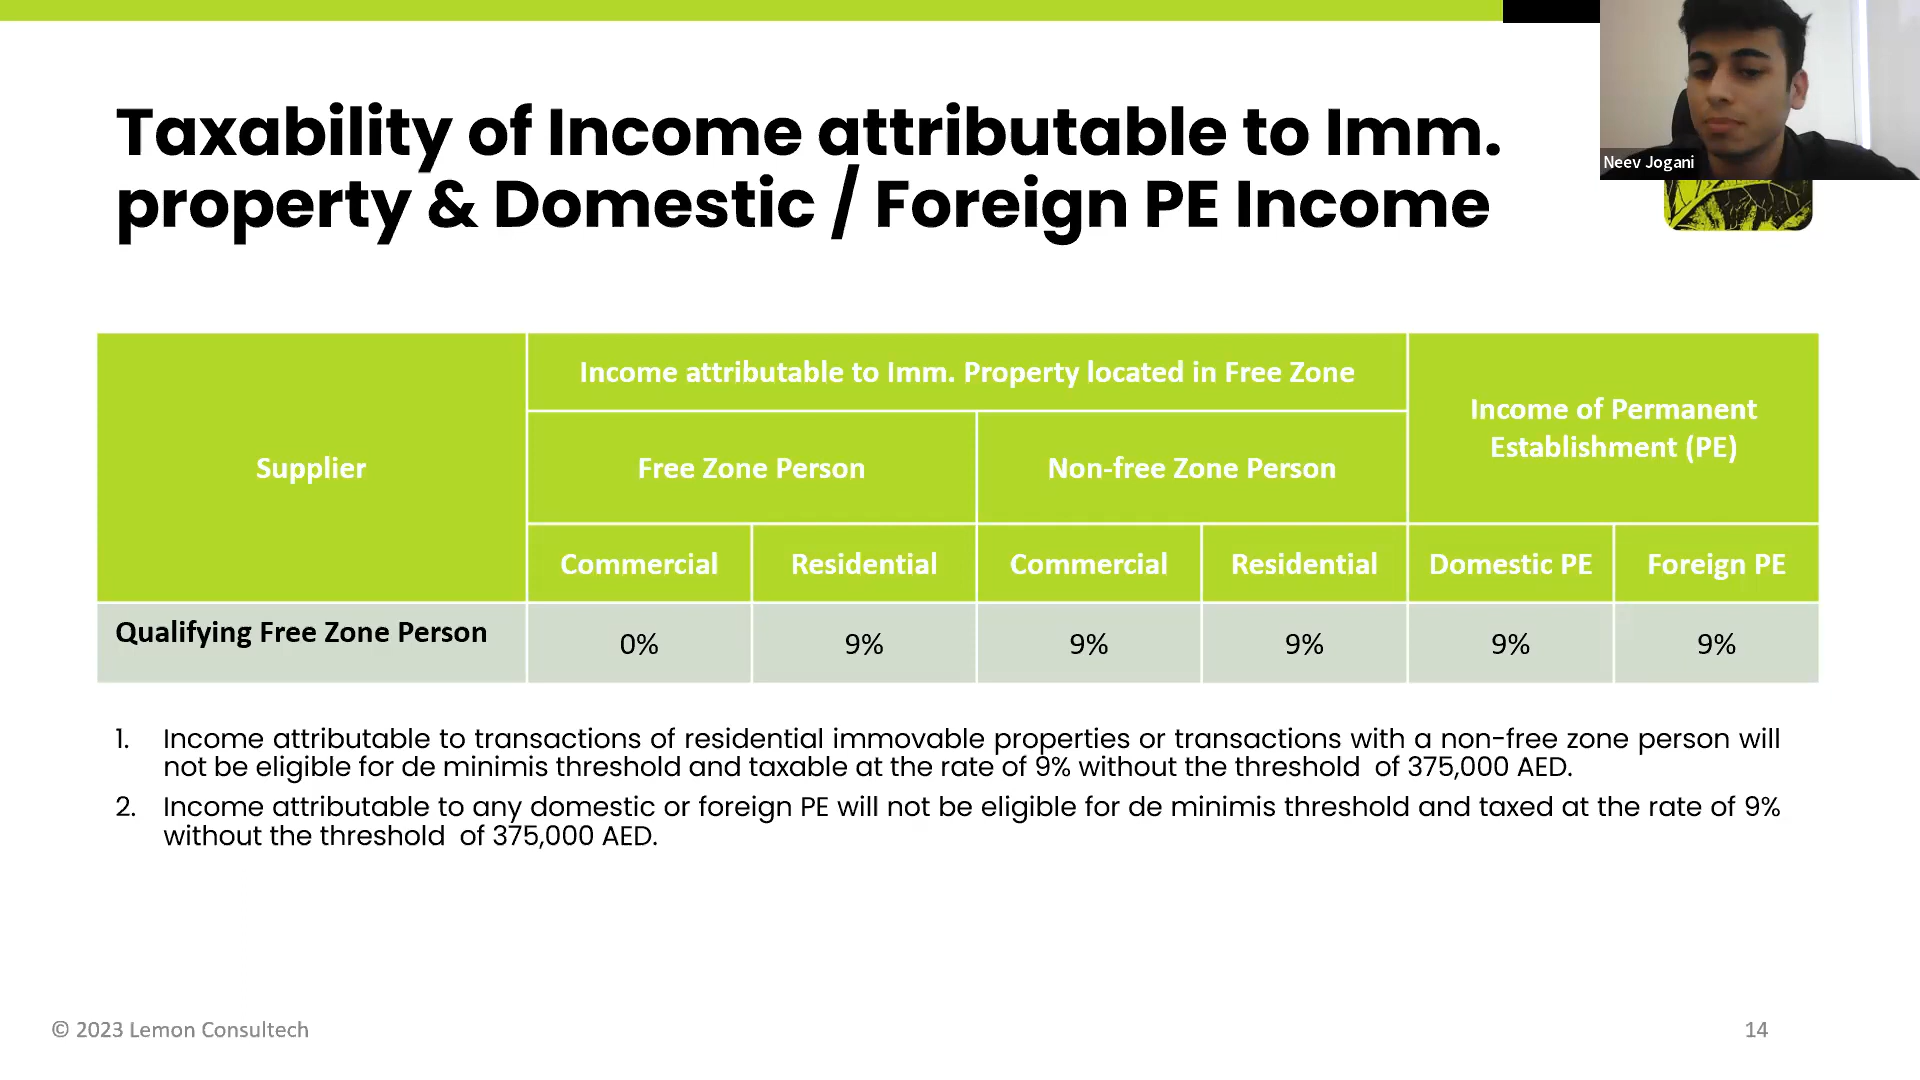 Taxability of Income attributable to Imm.
property & Domestic / Foreign PE Income
Neev Jogani
Supplier
Income attributable to Imm. Property located in Free Zone
Income of Permanent
Establishment (PE)
Free Zone Person
Non-free Zone Person
Commercial
Residential
Commercial
Residential
Domestic PE
Foreign PE
Qualifying Free Zone Person
0%
9%
9%
9%
9%
9%
1. Income attributable to transactions of residential immovable properties or transactions with a non-free zone person will
not be eligible for de minimis threshold and taxable at the rate of 9% without the threshold of 375,000 AED.
2. Income attributable to any domestic or foreign PE will not be eligible for de minimis threshold and taxed at the rate of 9%
without the threshold of 375,000 AED.
© 2023 Lemon Consultech
14